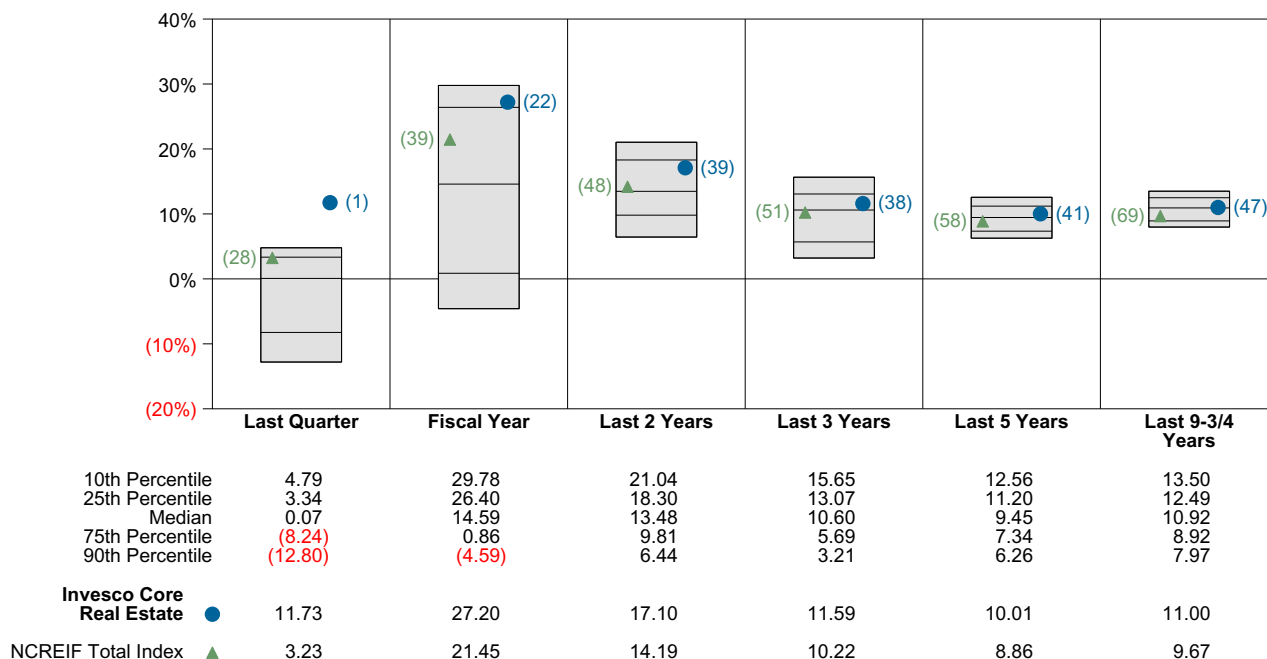 40%
30%
20%
10%
0%
(10%)
(20%)
(28) (1)
(39) (22)
(48) (39)
(51) (38)
(58) (41)
(69) (47)
Last Quarter Fiscal Year Last 2 Years Last 3 Years Last 5 Years Last 9-3/4
Years
10th Percentile 4.79 29.78 21.04 15.65 12.56 13.50
25th Percentile 3.34 26.40 18.30 13.07 11.20 12.49
Median 0.07 14.59 13.48 10.60 9.45 10.92
75th Percentile (8.24) 0.86 9.81 5.69 7.34 8.92
90th Percentile (12.80) (4.59) 6.44 3.21 6.26 7.97
Invesco Core
Real Estate 11.73 27.20 17.10 11.59 10.01 11.00
NCREIF Total Index 3.23 21.45 14.19 10.22 8.86 9.67